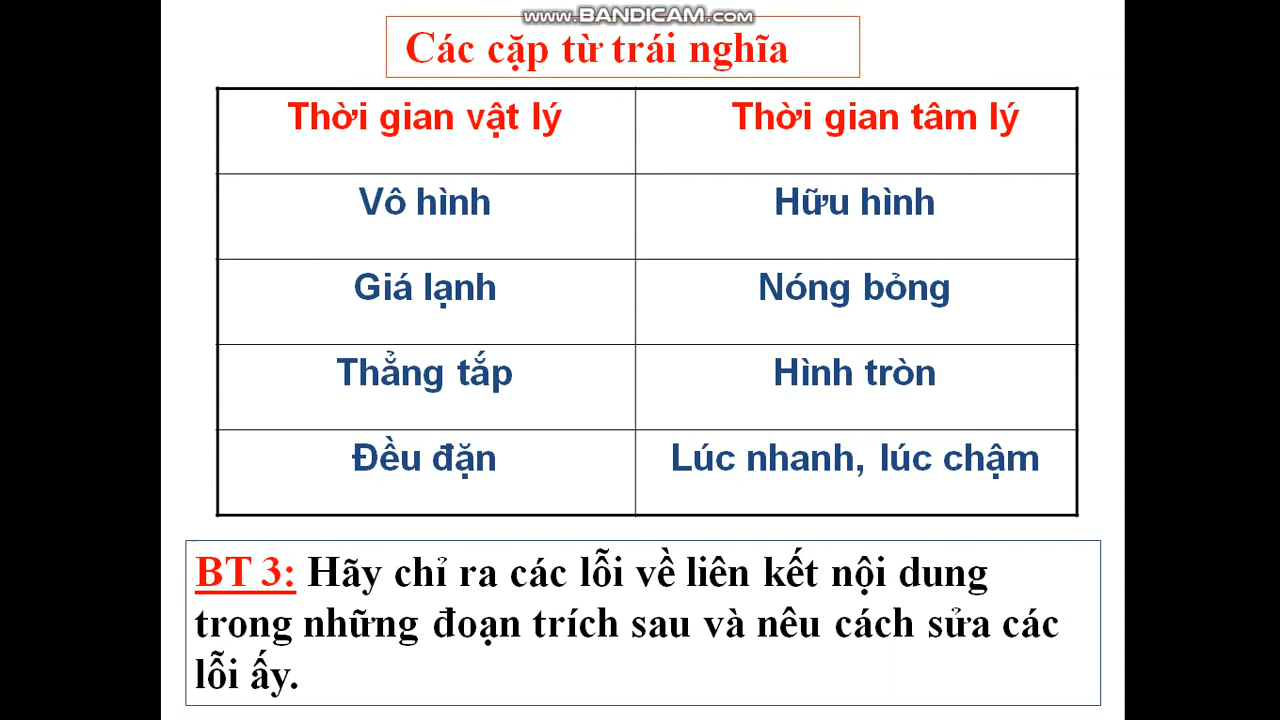 www.BANDICAM.com
Các cặp từ trái nghĩa
Thời gian vật lý Thời gian tâm lý
Vô hình Hữu hình
Giá lạnh Nóng bỏng
Thẳng tắp Hình tròn
Đều đặn Lúc nhanh, lúc chậm
BT 3: Hãy chỉ ra các lỗi về liên kết nội dung
trong những đoạn trích sau và nêu cách sửa các
lỗi ấy.